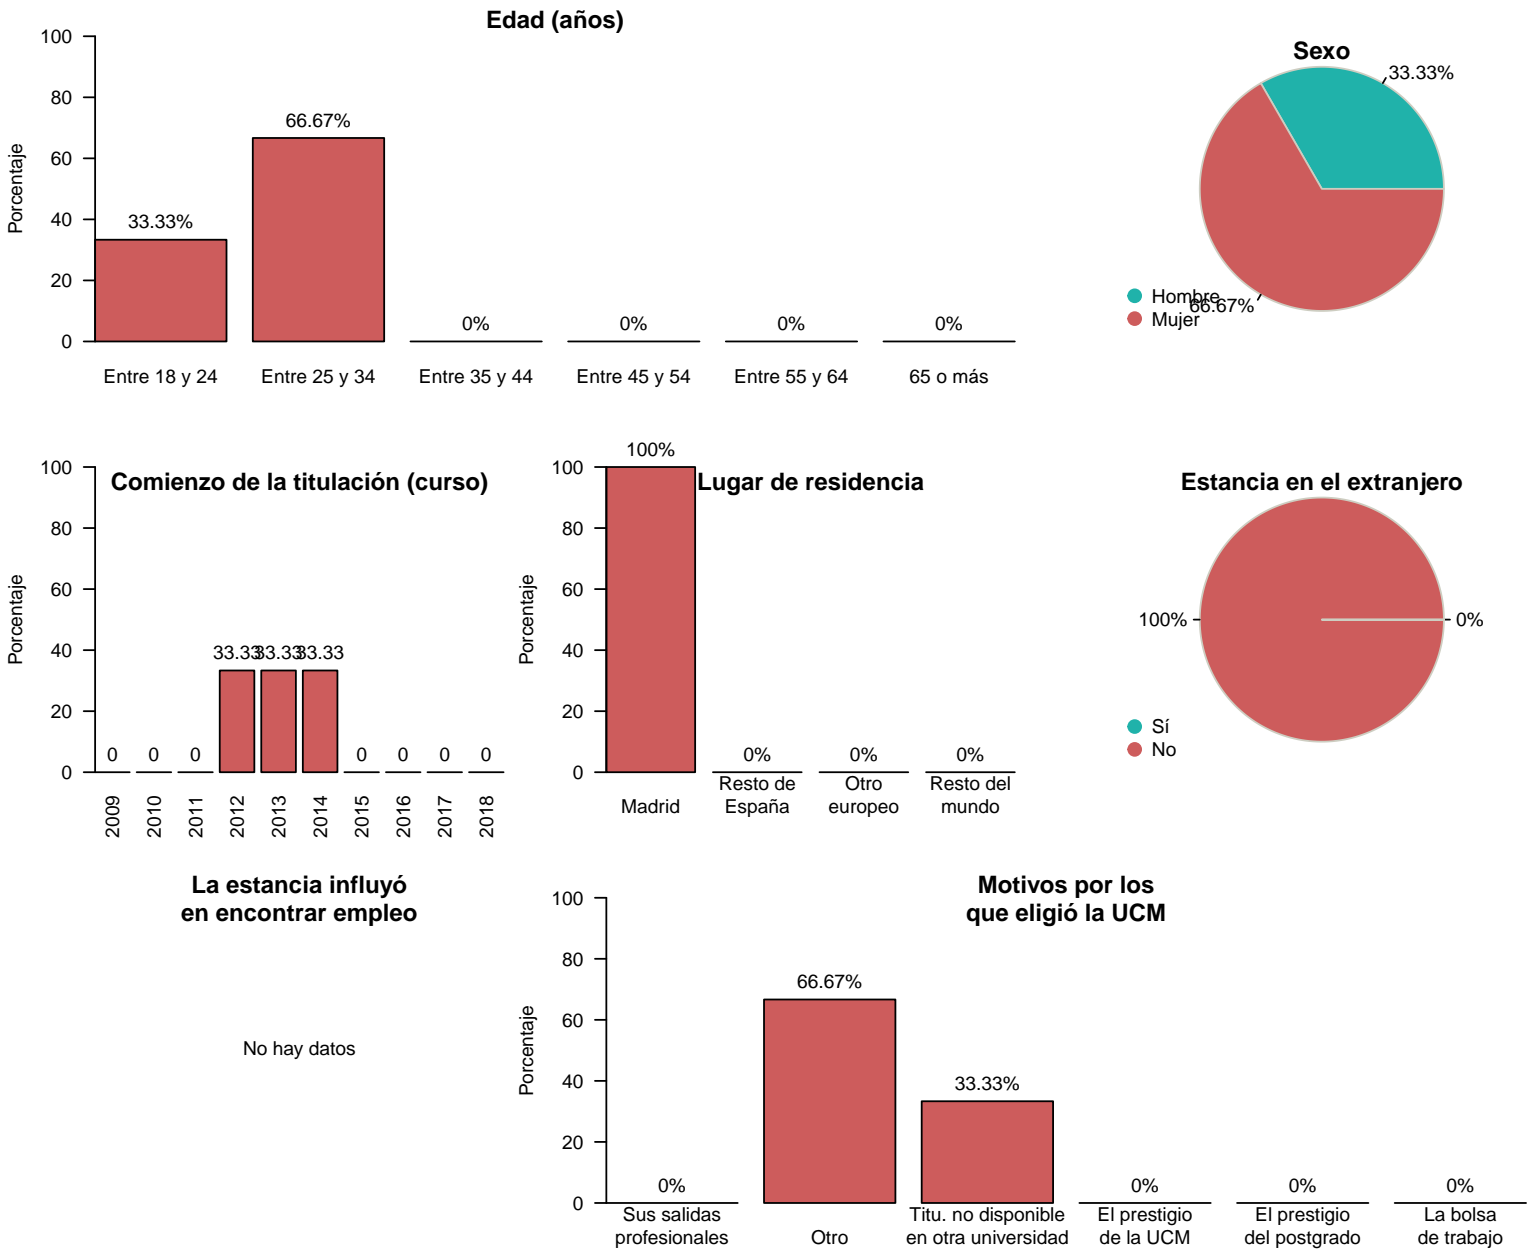 Edad (años)
Porcentaje
100
80
60
40
20
0
33.33%
66.67%
0%
0%
0%
0%
Entre 18 y 24
Entre 25 y 34
Entre 35 y 44
Entre 45 y 54
Entre 55 y 64
65 o más
Sexo
33.33%
66.67%
Hombre
Mujer
Comienzo de la titulación (curso)
Porcentaje
100
80
60
40
20
0
0
0
0
33.33
33.33
33.33
0
0
0
0
2009
2010
2011
2012
2013
2014
2015
2016
2017
2018
Lugar de residencia
Porcentaje
100
80
60
40
20
0
100%
0%
0%
0%
Madrid
Resto de
España
Otro
europeo
Resto del
mundo
Estancia en el extranjero
100%
0%
Sí
No
La estancia influyó
en encontrar empleo
No hay datos
Motivos por los
que eligió la UCM
Porcentaje
100
80
60
40
20
0
0%
66.67%
33.33%
0%
0%
0%
Sus salidas
profesionales
Otro
Titu. no disponible
en otra universidad
El prestigio
de la UCM
El prestigio
del postgrado
La bolsa
de trabajo